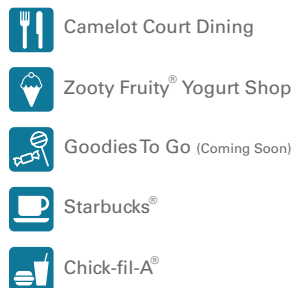 Camelot Court Dining
Zooty Fruity® Yogurt Shop
Goodies To Go (Coming Soon)
Starbucks®
Chick-fil-A®